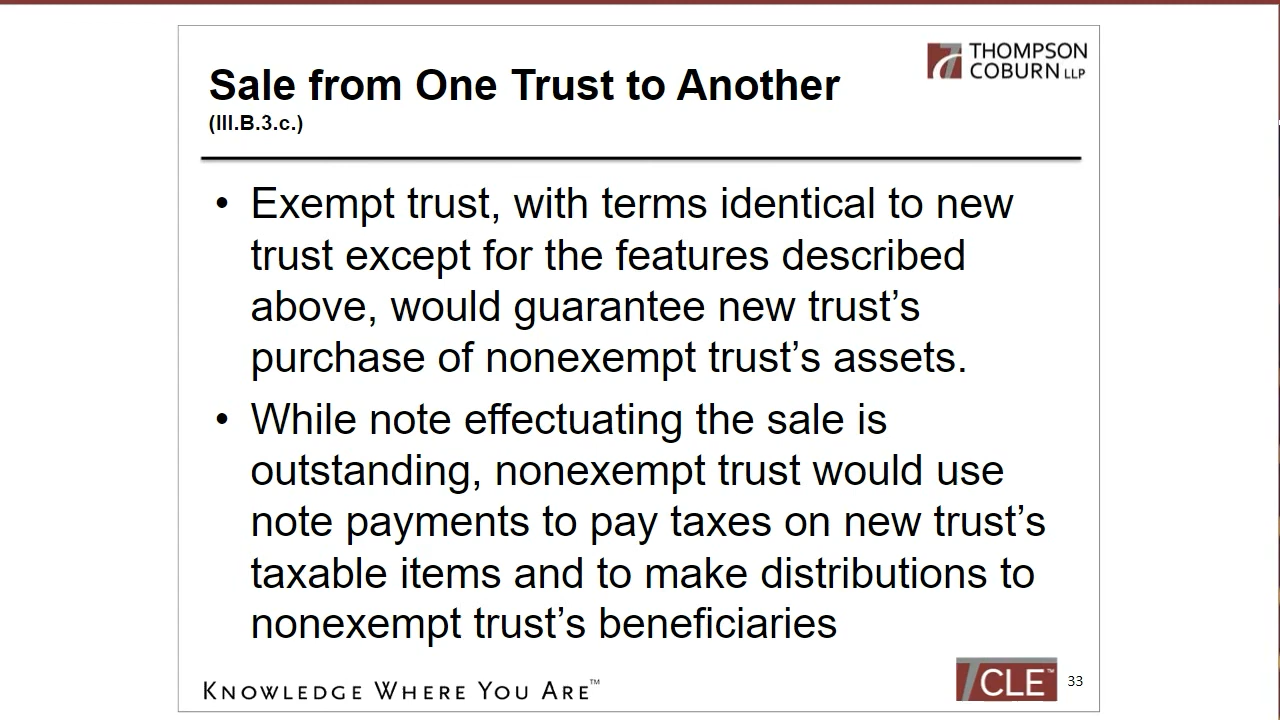 THOMPSON
COBURN LLP
Sale from One Trust to Another
(III.B.3.c.)
• Exempt trust, with terms identical to new
trust except for the features described
above, would guarantee new trust’s
purchase of nonexempt trust’s assets.
• While note effectuating the sale is
outstanding, nonexempt trust would use
note payments to pay taxes on new trust’s
taxable items and to make distributions to
nonexempt trust’s beneficiaries
KNOWLEDGE WHERE YOU ARE™
CLE™
33